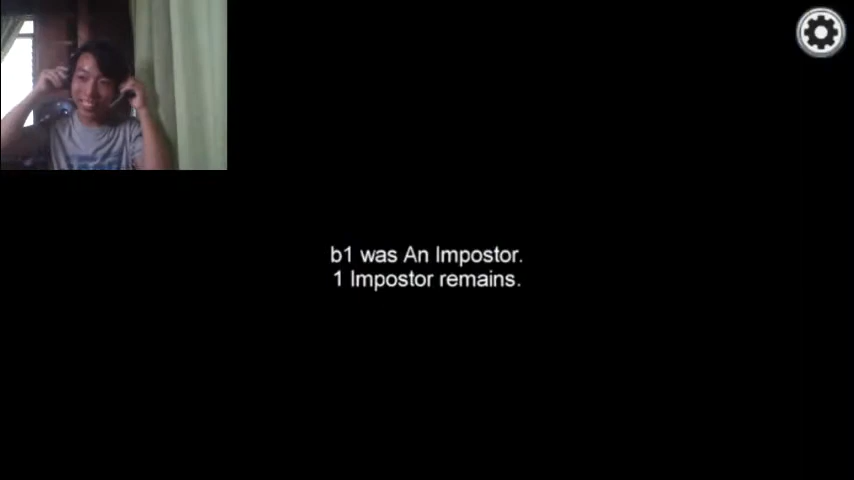 b1 was An Impostor.
1 Impostor remains.